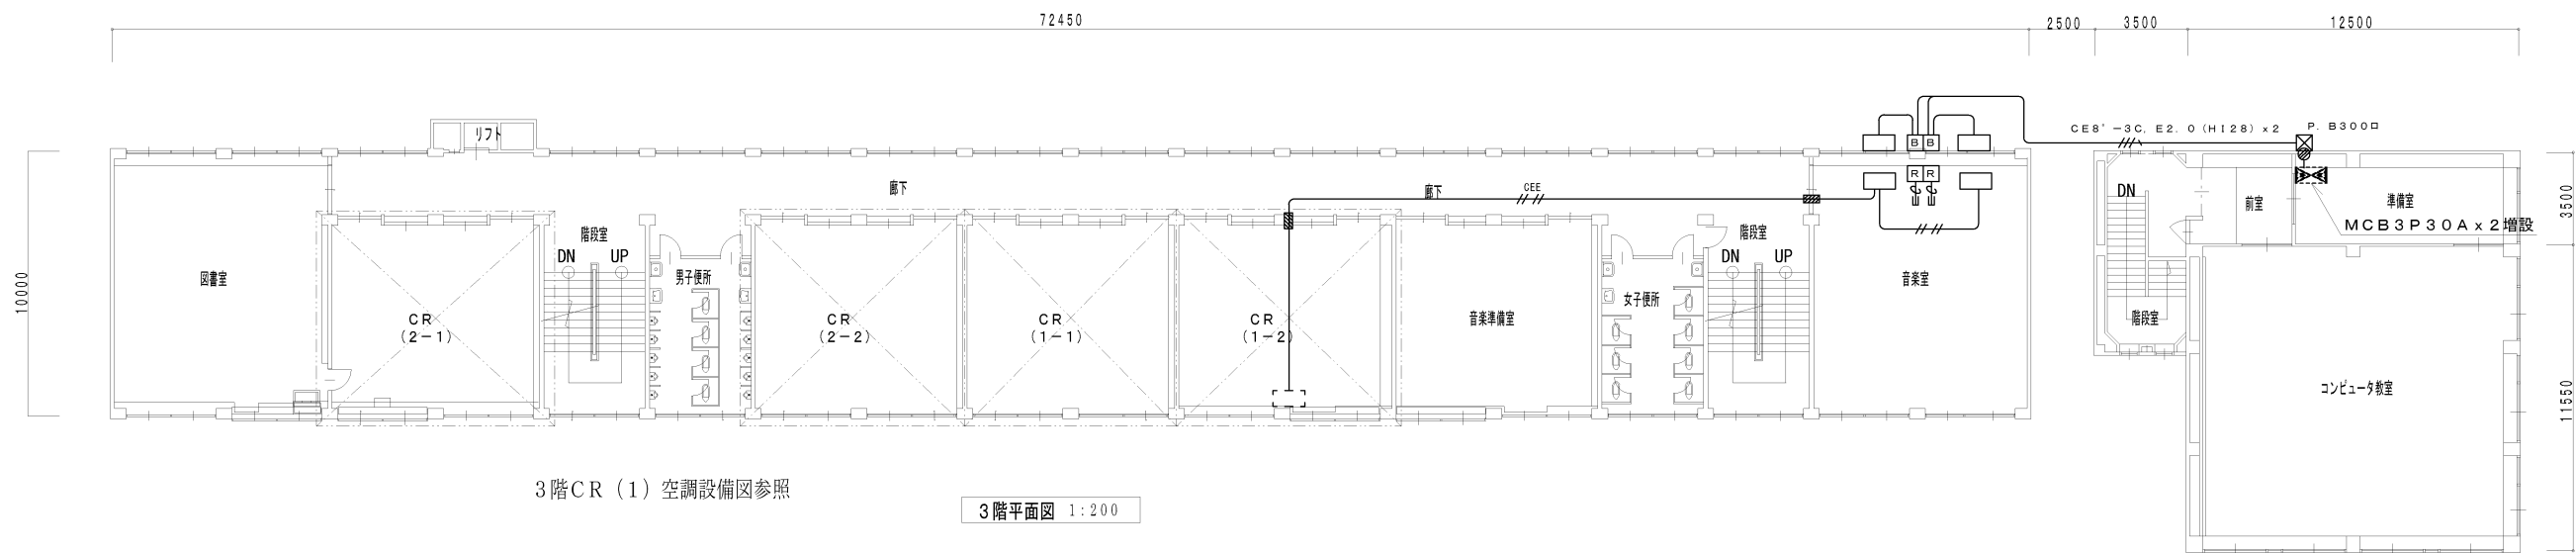 72450
2500
3500
12500
CE8゜-3C, E2. 0 (HI28) x2
P. B300口
リフト
B
B
R
R
廊下
廊下
CEE
DN
前室
準備室
MCB3P30Ax2増設
3500
10000
図書室
階段室
DN
UP
男子便所
階段室
DN
UP
女子便所
音楽室
CR
(2-1)
CR
(2-2)
CR
(1-1)
CR
(1-2)
音楽準備室
階段室
コンピュータ教室
11550
3階CR(1)空調設備図参照
3階平面図 1:200